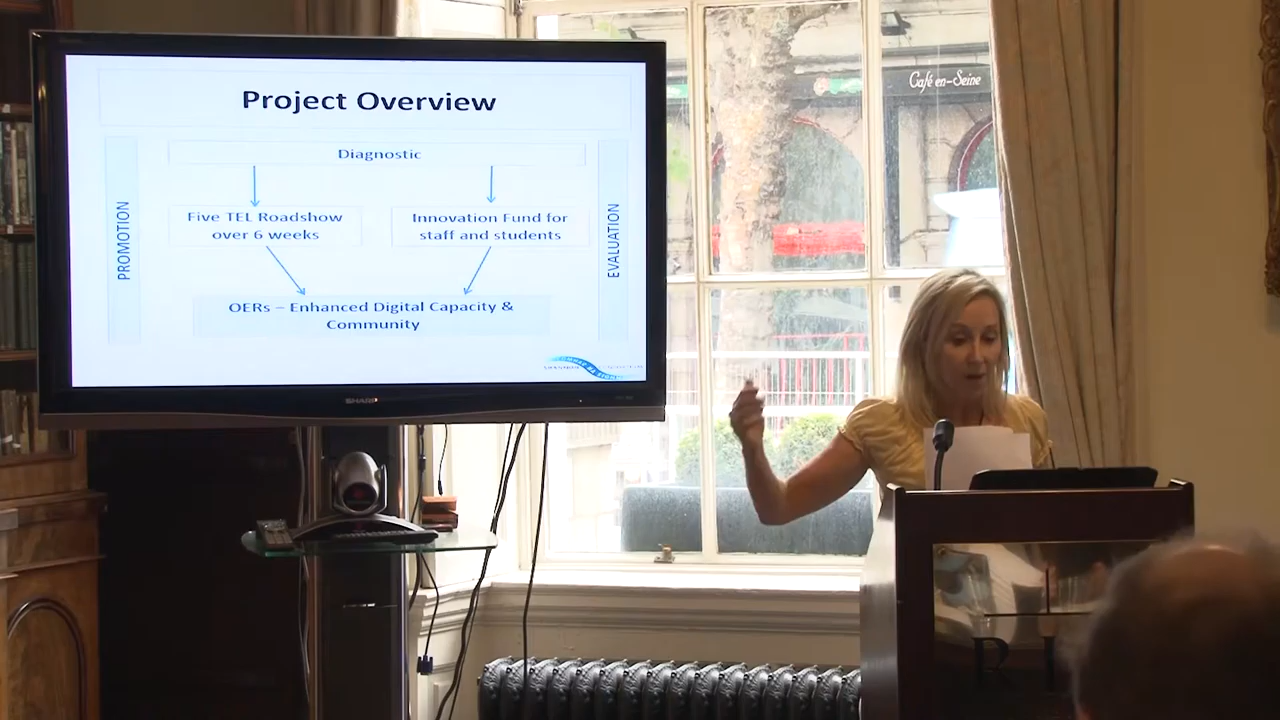 Project Overview
Diagnostic
PROMOTION
Five TEL Roadshow
over 6 weeks
Innovation Fund for
staff and students
EVALUATION
OERs – Enhanced Digital Capacity &
Community
SHARP
Café en-Seine
R I